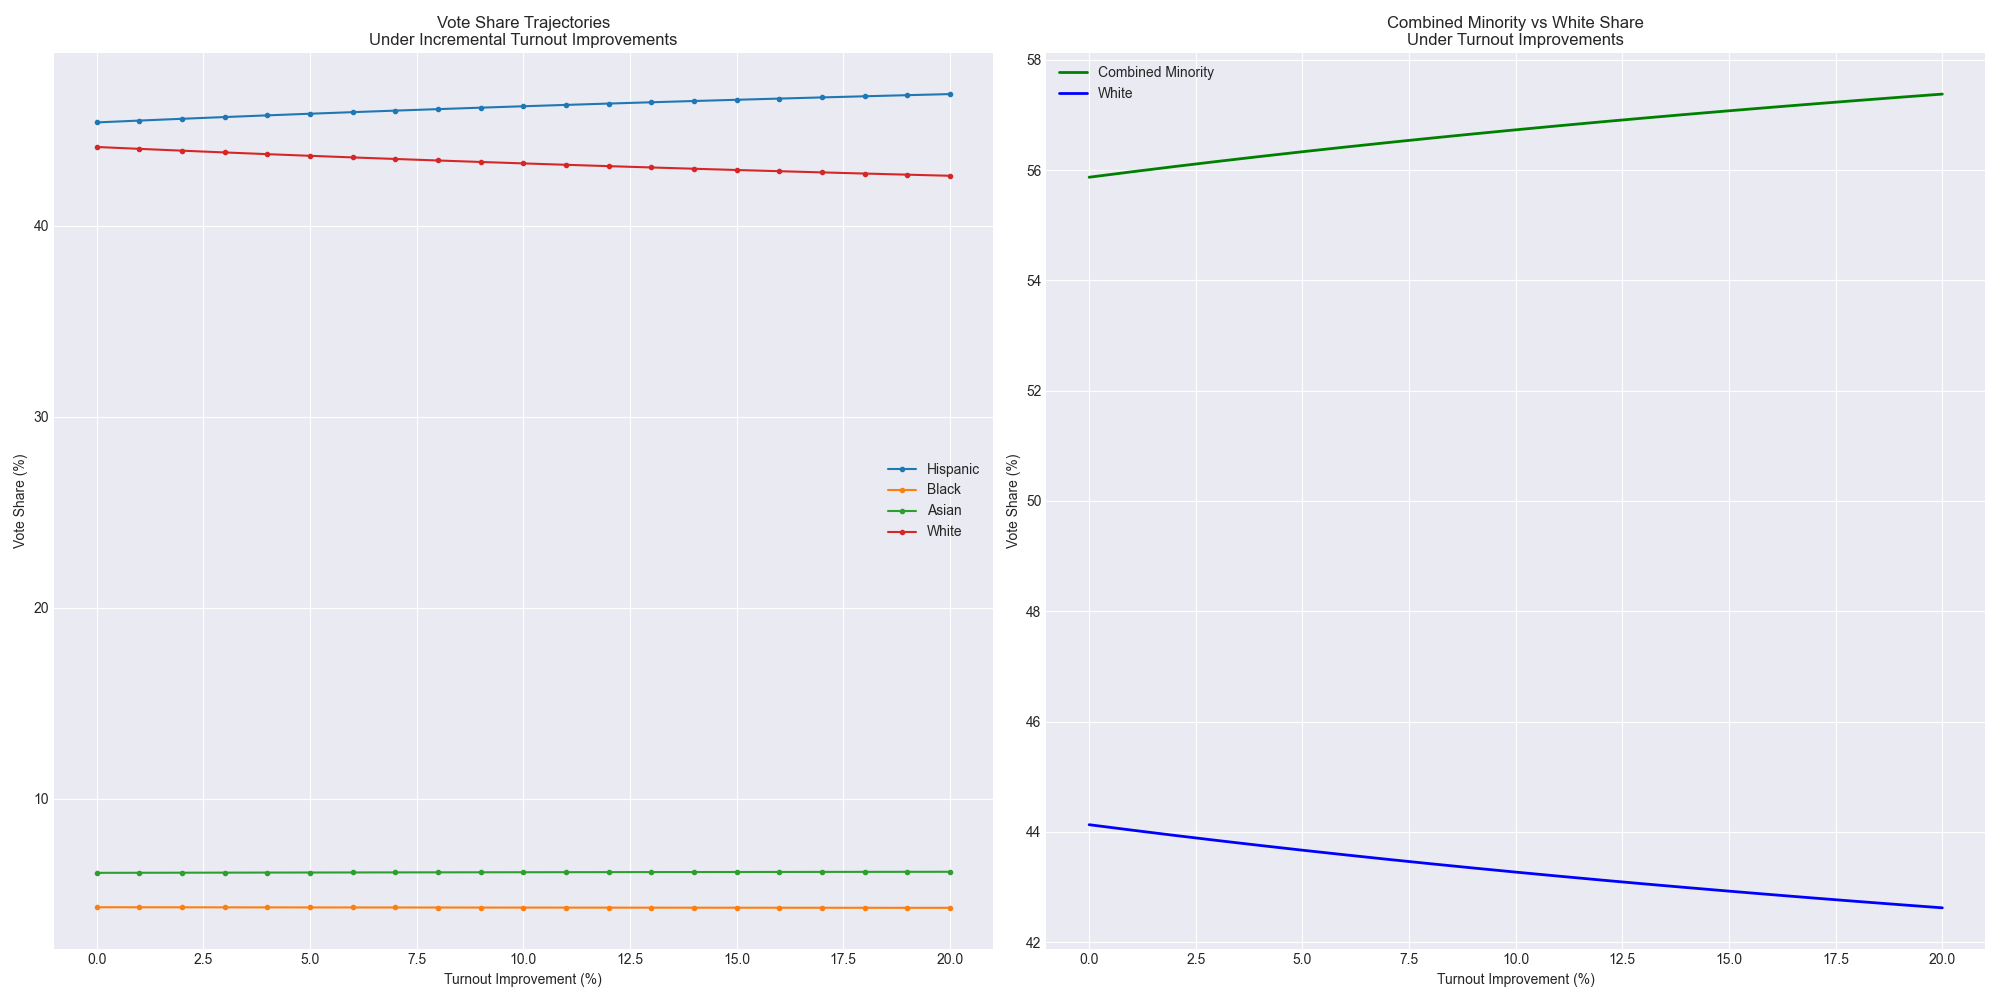 Vote Share Trajectories
Under Incremental Turnout Improvements
40
30
20
10
Vote Share (%)
Hispanic
Black
Asian
White
0.0 2.5 5.0 7.5 10.0 12.5 15.0 17.5 20.0
Turnout Improvement (%)
Combined Minority vs White Share
Under Turnout Improvements
Combined Minority
White
58
56
54
52
50
48
46
44
42
Vote Share (%)
0.0 2.5 5.0 7.5 10.0 12.5 15.0 17.5 20.0
Turnout Improvement (%)